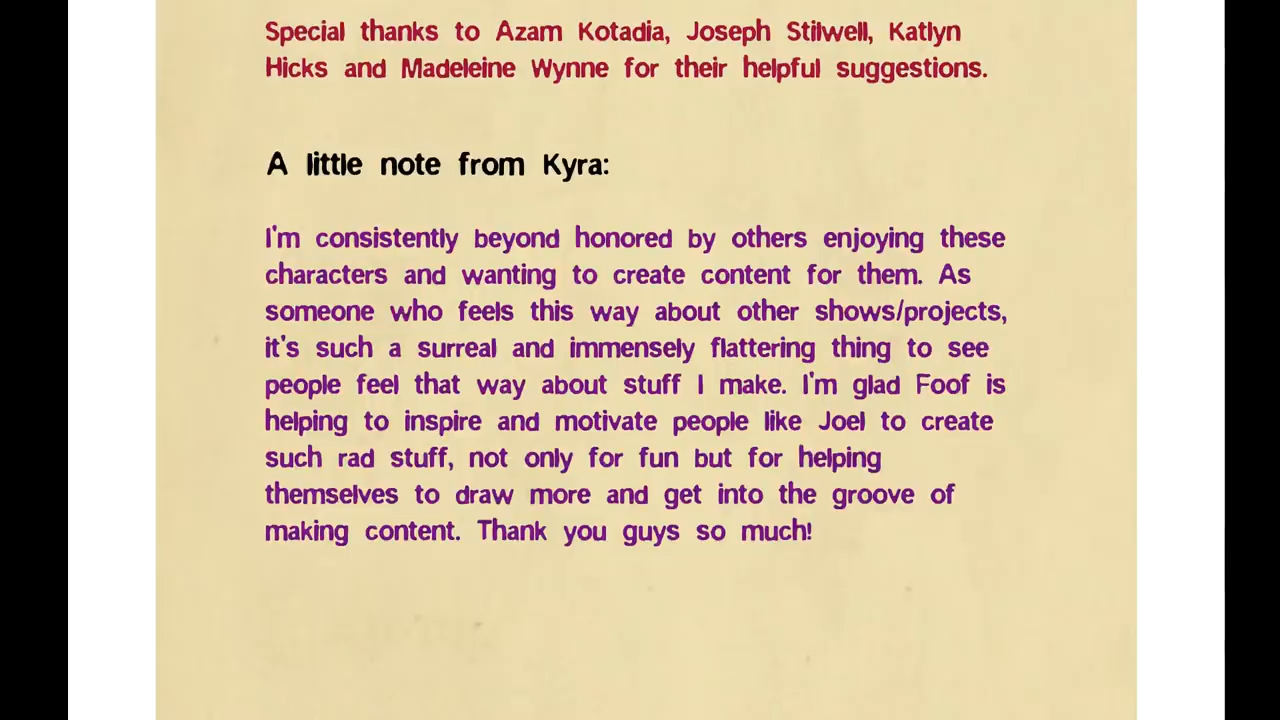 Special thanks to Azam Kotadia, Joseph Stilwell, Katlyn
Hicks and Madeleine Wynne for their helpful suggestions.
A little note from Kyra:
I'm consistently beyond honored by others enjoying these
characters and wanting to create content for them. As
someone who feels this way about other shows/projects,
it's such a surreal and immensely flattering thing to see
people feel that way about stuff I make. I'm glad Foof is
helping to inspire and motivate people like Joel to create
such rad stuff, not only for fun but for helping
themselves to draw more and get into the groove of
making content. Thank you guys so much!